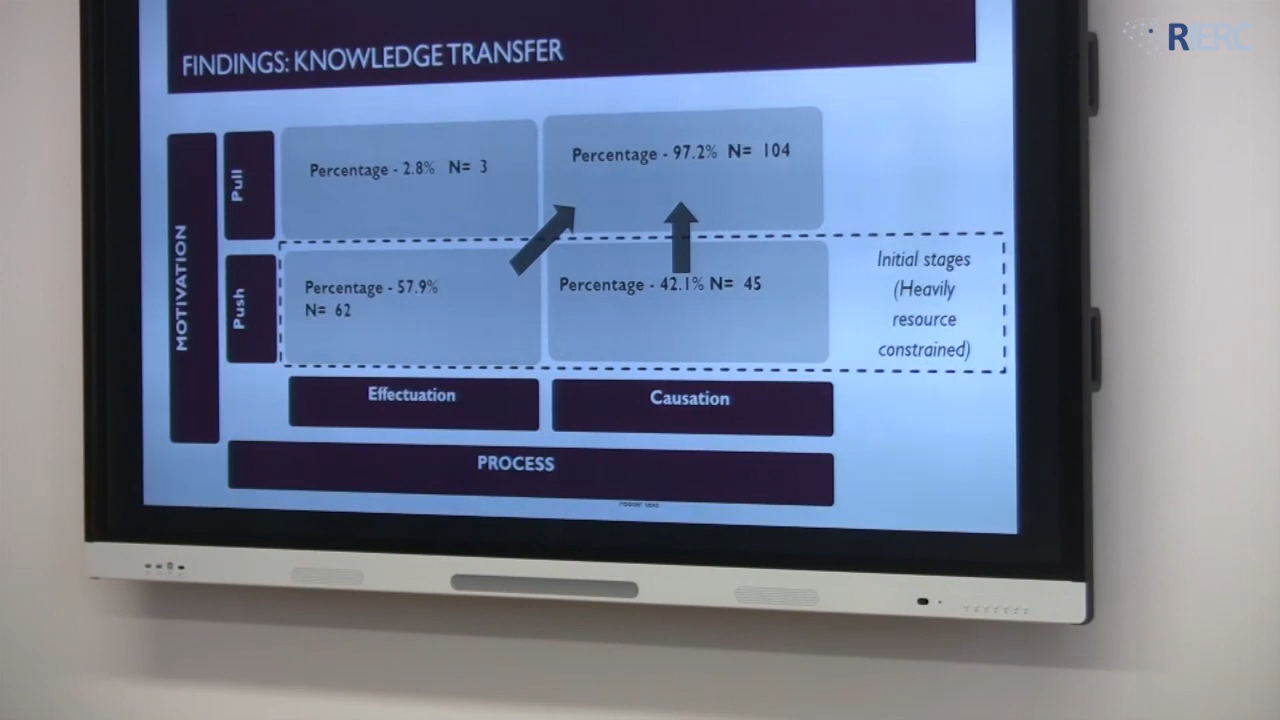 RIERC
FINDINGS: KNOWLEDGE TRANSFER
MOTIVATION
Pull
Percentage - 2.8% N= 3
Percentage - 97.2% N= 104
Push
Percentage - 57.9%
N= 62
Percentage - 42.1% N= 45
Initial stages
(Heavily
resource
constrained)
Effectuation
Causation
PROCESS